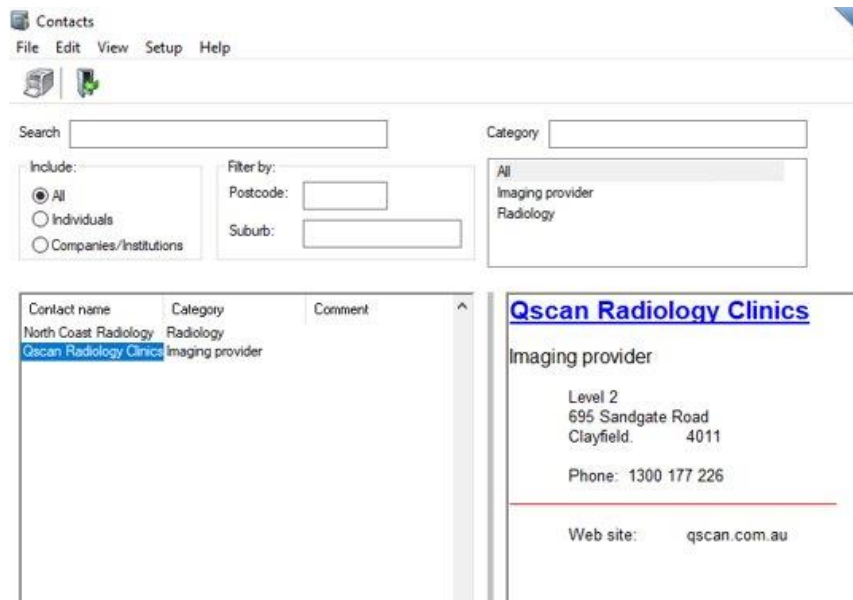 Contacts
File Edit View Setup Help
Search
Category
Include:
All
Individuals
Companies/Institutions
Filter by:
Postcode:
Suburb:
All
Imaging provider
Radiology
Contact name Category Comment
North Coast Radiology Radiology
Qscan Radiology Clinics Imaging provider
Qscan Radiology Clinics
Imaging provider
Level 2
695 Sandgate Road
Clayfield. 4011
Phone: 1300 177 226
Web site: qscan.com.au